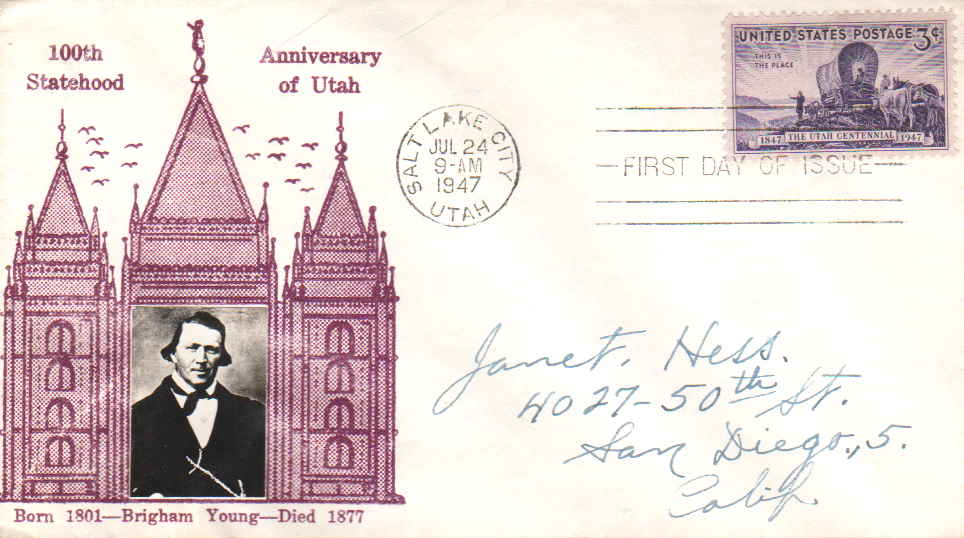 100th Anniversary
Statehood of Utah
UNITED STATES POSTAGE 3¢
THIS IS
THE PLACE
1847 THE UTAH CENTENNIAL 1947
SALT LAKE CITY
JUL 24
9-AM
1947
UTAH
FIRST DAY OF ISSUE
Janet. Hess.
4027-50th St.
San Diego., 5.
Calif.
Born 1801—Brigham Young—Died 1877